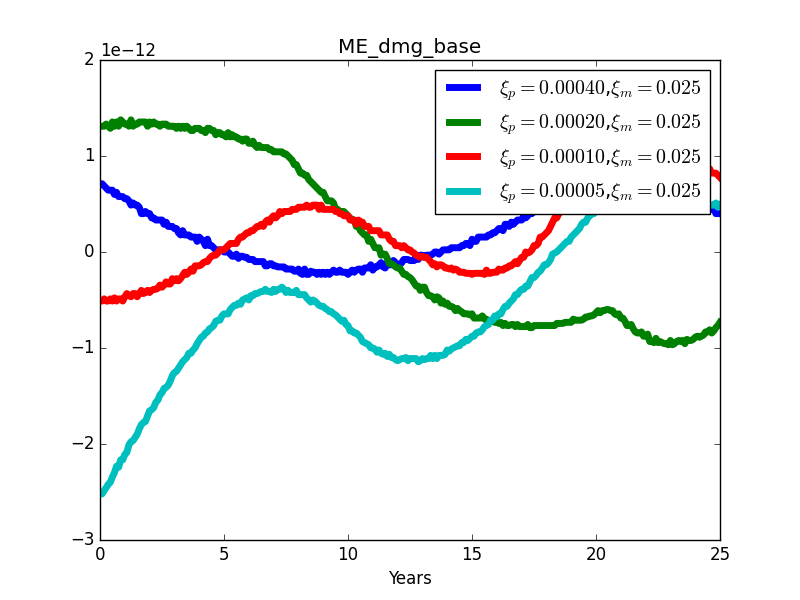 ME_dmg_base
1e−12
2
1
0
−1
−2
−3
0 5 10 15 20 25
Years
ξp = 0.00040,ξm = 0.025
ξp = 0.00020,ξm = 0.025
ξp = 0.00010,ξm = 0.025
ξp = 0.00005,ξm = 0.025